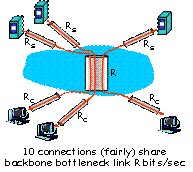 Rs
Rs
Rs
R
Rc
Rc
Rc
10 connections (fairly) share
backbone bottleneck link R bits/sec